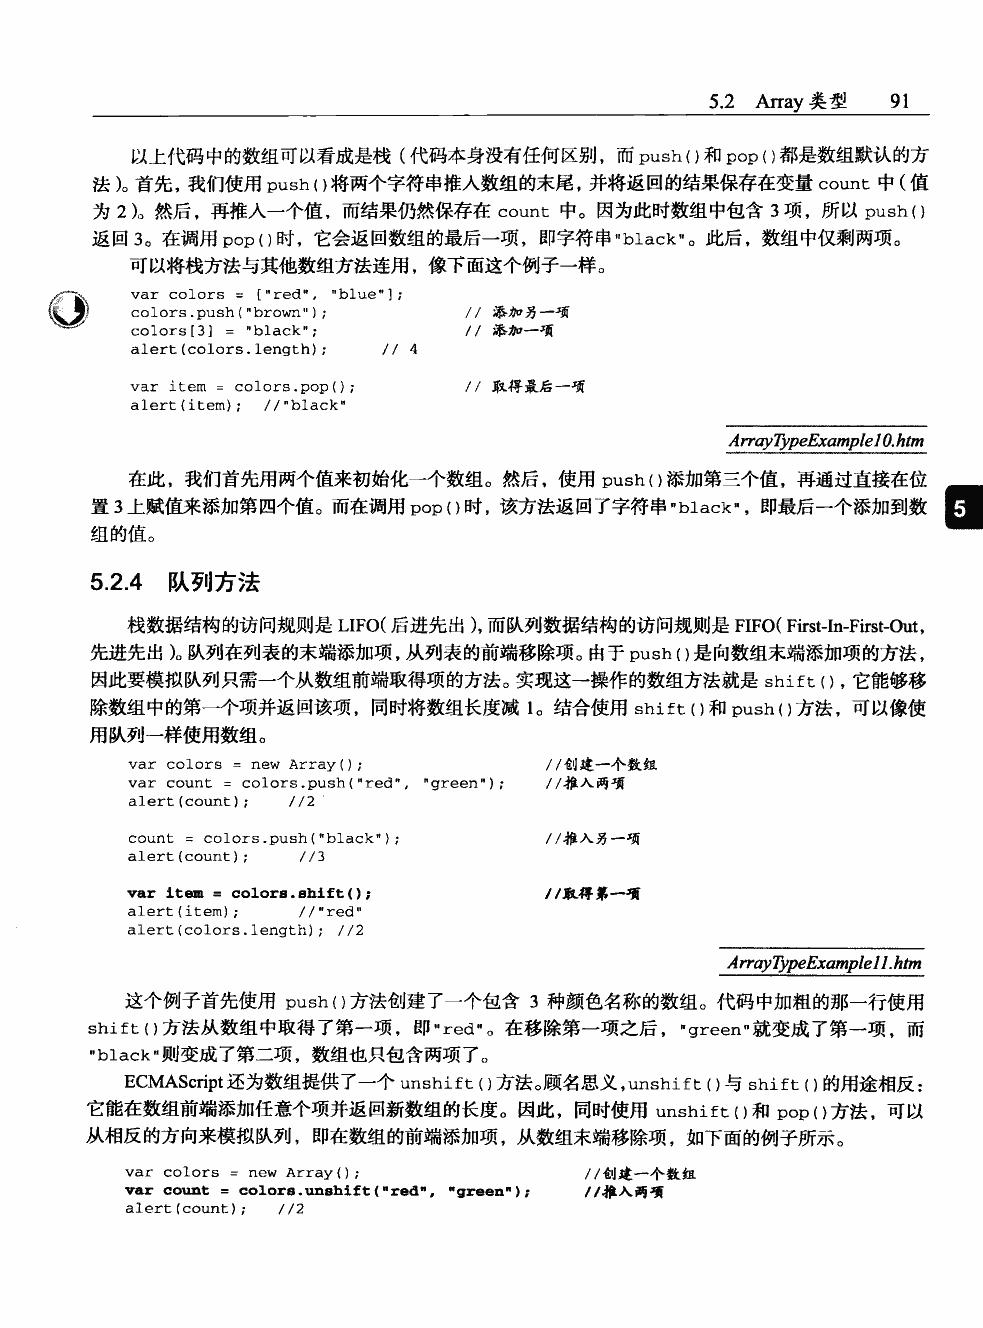 5.2 Array 类型 91
以上代码中的数组可以看成是栈（代码本身没有任何区别，而 push()和 pop()都是数组默认的方
法）。首先，我们使用 push()将两个字符串推入数组的末尾，并将返回的结果保存在变量 count 中（值
为 2）。然后，再推入一个值，而结果仍然保存在 count 中。因为此时数组中包含 3 项，所以 push()
返回 3。在调用 pop()时，它会返回数组的最后一项，即字符串"black"。此后，数组中仅剩两项。
可以将栈方法与其他数组方法连用，像下面这个例子一样。
var colors = ["red", "blue"];
colors.push("brown"); // 添加另一项
colors[3] = "black"; // 添加一项
alert(colors.length); // 4
var item = colors.pop(); // 取得最后一项
alert(item); //"black"
ArrayTypeExample10.htm
在此，我们首先用两个值来初始化一个数组。然后，使用 push()添加第三个值，再通过直接在位
置 3 上赋值来添加第四个值。而在调用 pop()时，该方法返回了字符串"black"，即最后一个添加到数
组的值。
5
5.2.4 队列方法
栈数据结构的访问规则是 LIFO（后进先出），而队列数据结构的访问规则是 FIFO（First-In-First-Out，
先进先出）。队列在列表的末端添加项，从列表的前端移除项。由于 push()是向数组末端添加项的方法，
因此要模拟队列只需一个从数组前端取得项的方法。实现这一操作的数组方法就是 shift()，它能够移
除数组中的第一个项并返回该项，同时将数组长度减 1。结合使用 shift()和 push()方法，可以像使
用队列一样使用数组。
var colors = new Array(); //创建一个数组
var count = colors.push("red", "green"); //推入两项
alert(count); //2
count = colors.push("black"); //推入另一项
alert(count); //3
var item = colors.shift(); //取得第一项
alert(item); //"red"
alert(colors.length); //2
ArrayTypeExample11.htm
这个例子首先使用 push()方法创建了一个包含 3 种颜色名称的数组。代码中加粗的那一行使用
shift()方法从数组中取得了第一项，即"red"。在移除第一项之后，"green"就变成了第一项，而
"black"则变成了第二项，数组也只包含两项了。
ECMAScript 还为数组提供了一个 unshift()方法。顾名思义，unshift()与 shift()的用途相反：
它能在数组前端添加任意个项并返回新数组的长度。因此，同时使用 unshift()和 pop()方法，可以
从相反的方向来模拟队列，即在数组的前端添加项，从数组末端移除项，如下面的例子所示。
var colors = new Array(); //创建一个数组
var count = colors.unshift("red", "green"); //推入两项
alert(count); //2